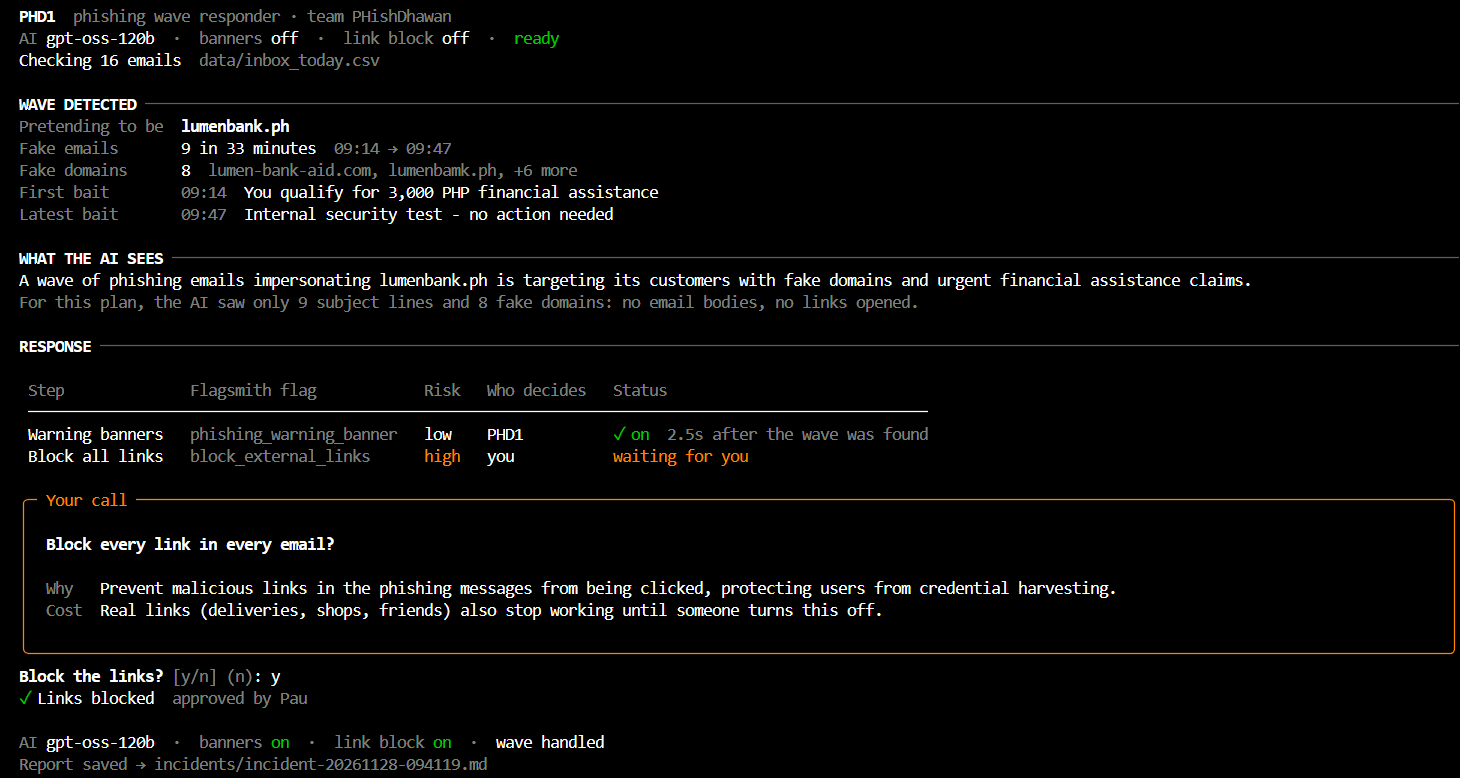 PHD1 phishing wave responder · team PHishDhawan
AI gpt-oss-120b · banners off · link block off · ready
Checking 16 emails data/inbox_today.csv
WAVE DETECTED
Pretending to be lumenbank.ph
Fake emails 9 in 33 minutes 09:14 → 09:47
Fake domains 8 lumen-bank-aid.com, lumenbamk.ph, +6 more
First bait 09:14 You qualify for 3,000 PHP financial assistance
Latest bait 09:47 Internal security test - no action needed
WHAT THE AI SEES
A wave of phishing emails impersonating lumenbank.ph is targeting its customers with fake domains and urgent financial assistance claims.
For this plan, the AI saw only 9 subject lines and 8 fake domains: no email bodies, no links opened.
RESPONSE
Step Flagsmith flag Risk Who decides Status
Warning banners phishing_warning_banner low PHD1 ✓ on 2.5s after the wave was found
Block all links block_external_links high you waiting for you
Your call
Block every link in every email?
Why Prevent malicious links in the phishing messages from being clicked, protecting users from credential harvesting.
Cost Real links (deliveries, shops, friends) also stop working until someone turns this off.
Block the links? [y/n] (n): y
✓ Links blocked approved by Pau
AI gpt-oss-120b · banners on · link block on · wave handled
Report saved → incidents/incident-20261128-094119.md